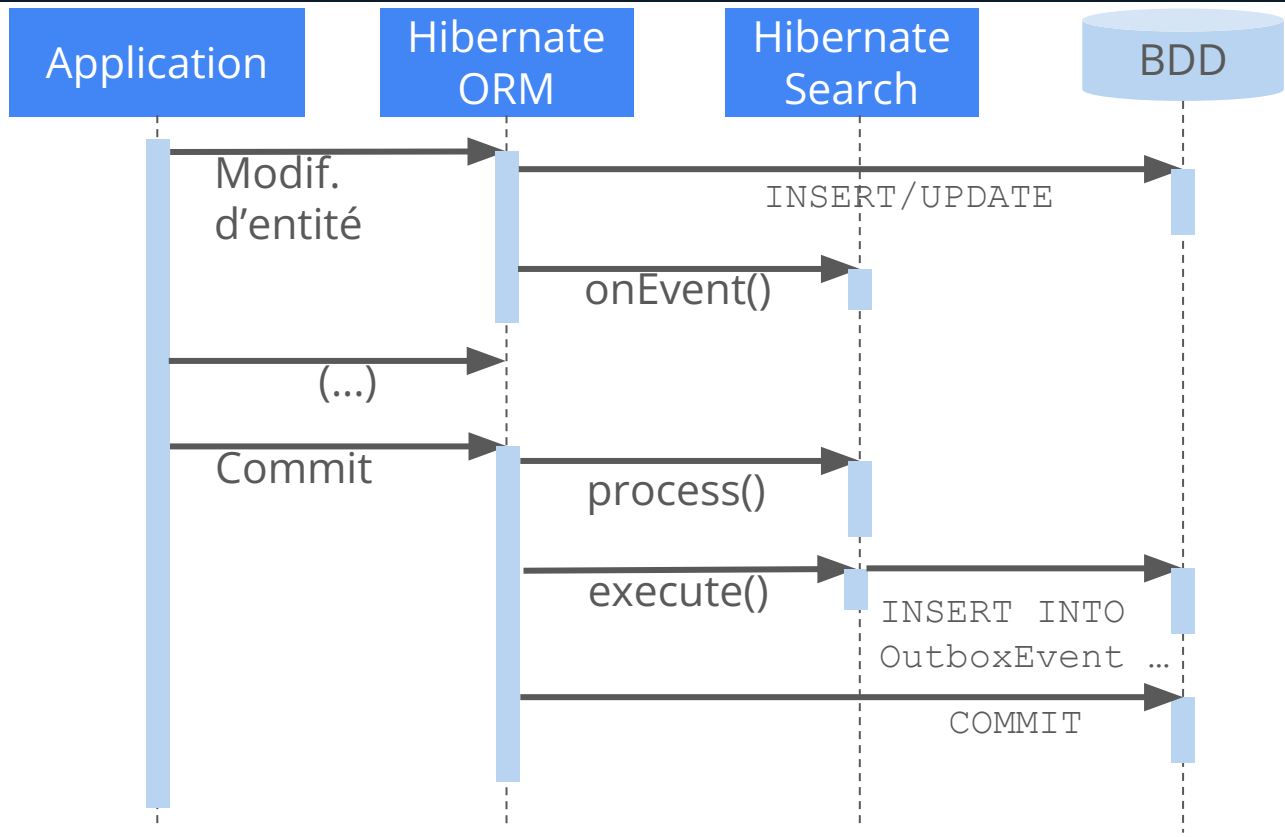 Application
Hibernate
ORM
Hibernate
Search
BDD
Modif.
d’entité
INSERT/UPDATE
onEvent()
(...)
Commit
process()
execute()
INSERT INTO
OutboxEvent …
COMMIT